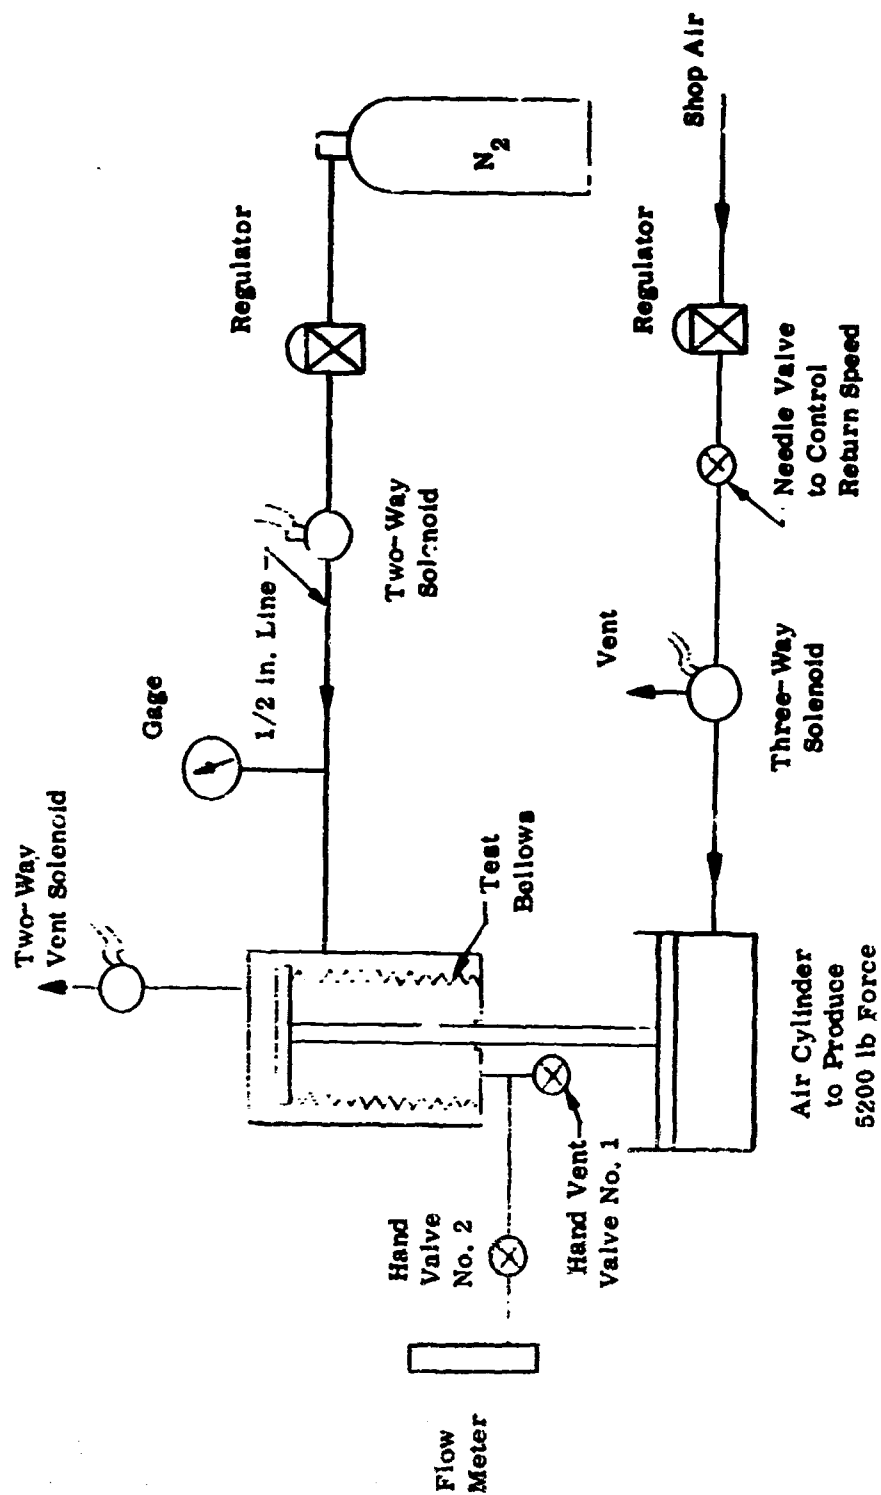 Two-Way
Vent Solenoid
Gage
1/2 in. Line
Regulator
N2
Two-Way
Solenoid
Test
Bellows
Hand
Valve
No. 2
Flow
Meter
Hand Vent
Valve No. 1
Vent
Regulator
Shop Air
Three-Way
Solenoid
Needle Valve
to Control
Return Speed
Air Cylinder
to Produce
5200 lb Force